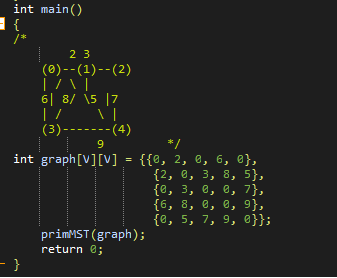 int main()
{
/*
2 3
(0)--(1)--(2)
| / \ |
6| 8/ \5 |7
| / \ |
(3)-------(4)
9 */
int graph[V][V] = {{0, 2, 0, 6, 0},
{2, 0, 3, 8, 5},
{0, 3, 0, 0, 7},
{6, 8, 0, 0, 9},
{0, 5, 7, 9, 0}};
primMST(graph);
return 0;
}